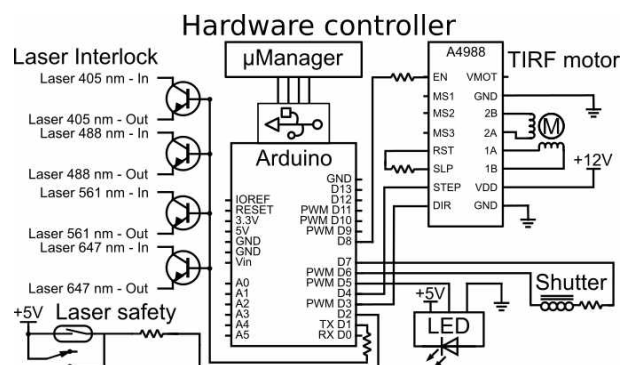 Hardware controller
Laser Interlock
Laser 405 nm - In
Laser 405 nm - Out
Laser 488 nm - In
Laser 488 nm - Out
Laser 561 nm - In
Laser 561 nm - Out
Laser 647 nm - In
Laser 647 nm - Out
+5V
Laser safety
µManager
Arduino
IOREF
RESET
3.3V
5V
GND
GND
Vin
A0
A1
A2
A3
A4
A5
GND
D13
D12
PWM D11
PWM D10
PWM D9
D8
D7
PWM D6
PWM D5
D4
PWM D3
D2
TX D1
RX D0
A4988
TIRF motor
EN
MS1
MS2
MS3
RST
SLP
STEP
DIR
VMOT
GND
2B
2A
1A
1B
VDD
GND
M
+12V
+5V
LED
Shutter